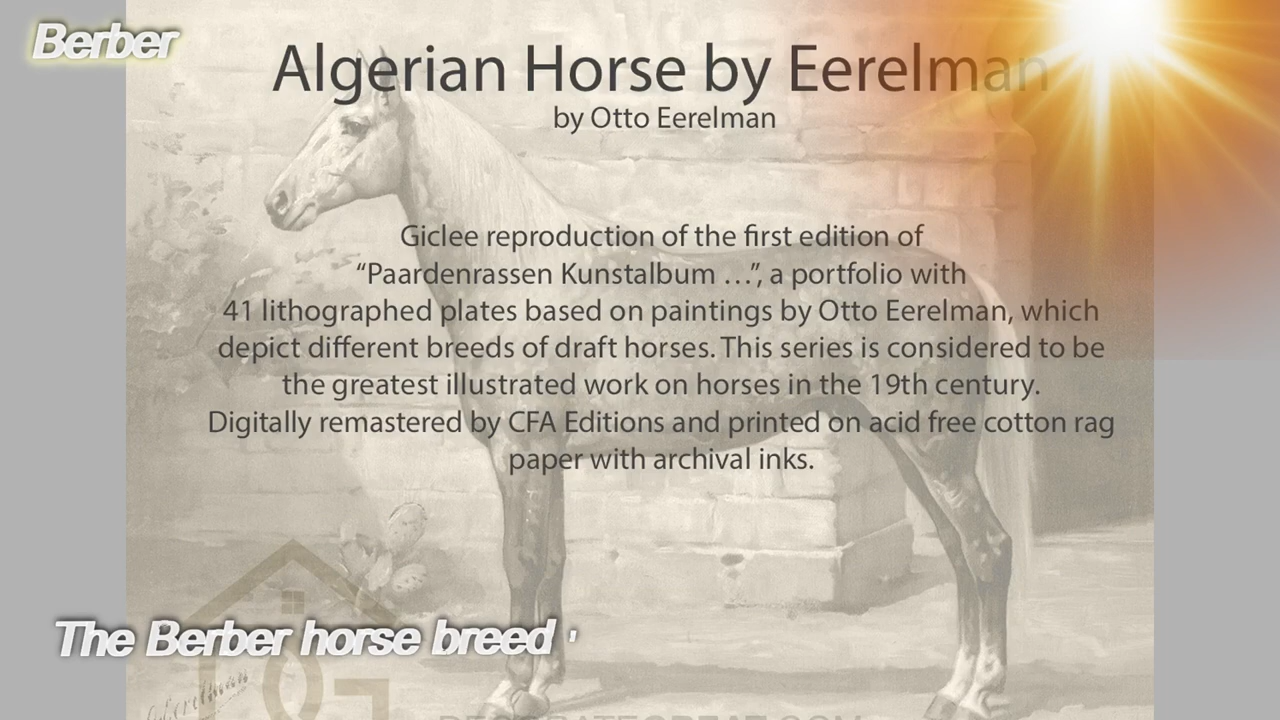 Berber
Algerian Horse by Eerelman
by Otto Eerelman
Giclee reproduction of the first edition of
“Paardenrassen Kunstalbum …”, a portfolio with
41 lithographed plates based on paintings by Otto Eerelman, which
depict different breeds of draft horses. This series is considered to be
the greatest illustrated work on horses in the 19th century.
Digitally remastered by CFA Editions and printed on acid free cotton rag
paper with archival inks.
The Berber horse breed '
Eerelman